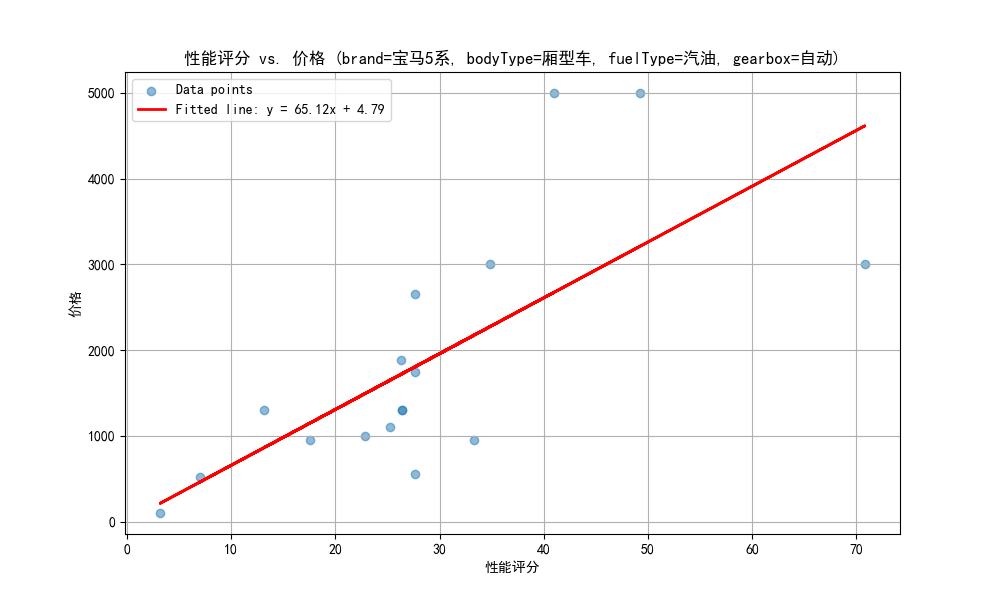 性能评分 vs. 价格 (brand=宝马5系, bodyType=厢型车, fuelType=汽油, gearbox=自动)
Data points
Fitted line: y = 65.12x + 4.79
5000
4000
3000
2000
1000
0
价格
0 10 20 30 40 50 60 70
性能评分